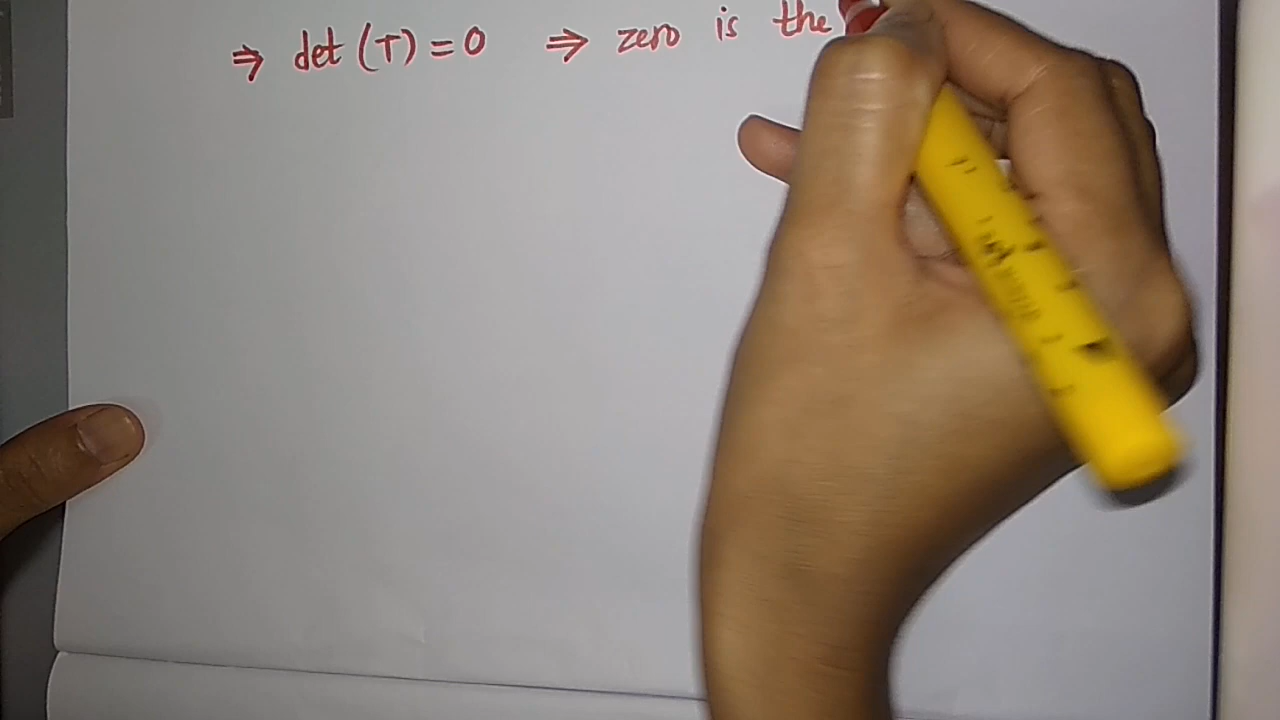 ⇒ det (T) = 0 ⇒ zero is the